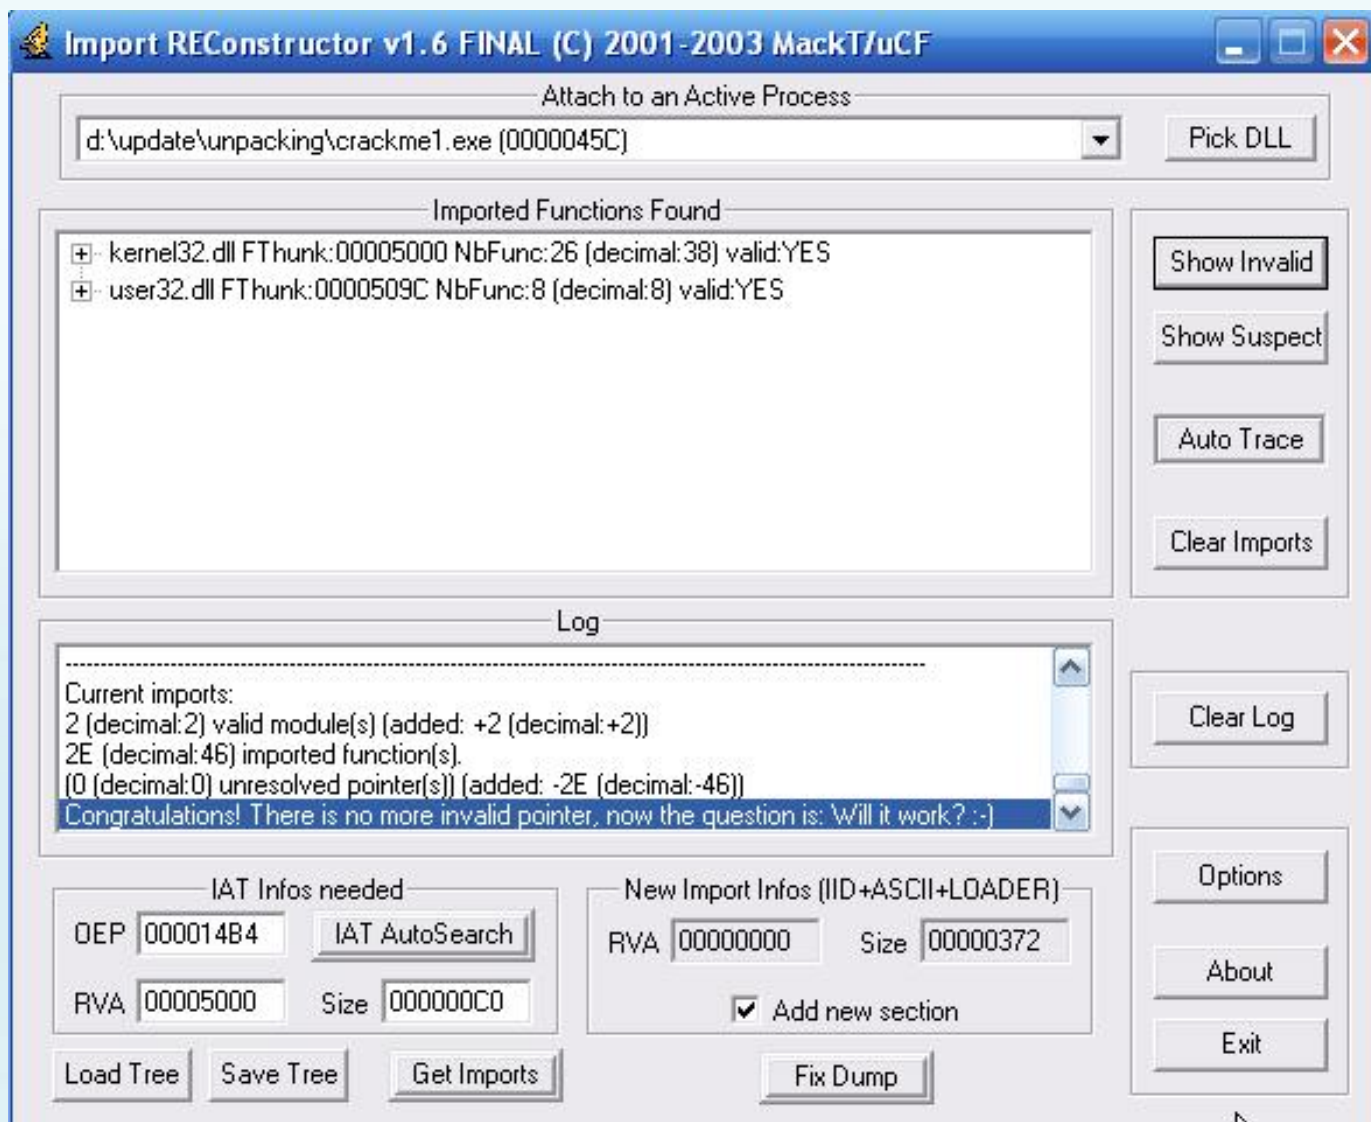 Import REConstructor v1.6 FINAL (C) 2001-2003 MackT/uCF
Attach to an Active Process
d:\update\unpacking\crackme1.exe (0000045C)
Pick DLL
Imported Functions Found
kernel32.dll FThunk:00005000 NbFunc:26 (decimal:38) valid:YES
user32.dll FThunk:0000509C NbFunc:8 (decimal:8) valid:YES
Show Invalid
Show Suspect
Auto Trace
Clear Imports
Log
--------------------------------------------------------------------------------------------------------------------------
Current imports:
2 (decimal:2) valid module(s) (added: +2 (decimal:+2))
2E (decimal:46) imported function(s).
(0 (decimal:0) unresolved pointer(s)) (added: -2E (decimal:-46))
Congratulations! There is no more invalid pointer, now the question is: Will it work? :-)
Clear Log
IAT Infos needed
OEP 000014B4 IAT AutoSearch
RVA 00005000 Size 000000C0
New Import Infos (IID+ASCII+LOADER)
RVA 00000000 Size 00000372
Add new section
Options
About
Exit
Load Tree Save Tree Get Imports Fix Dump